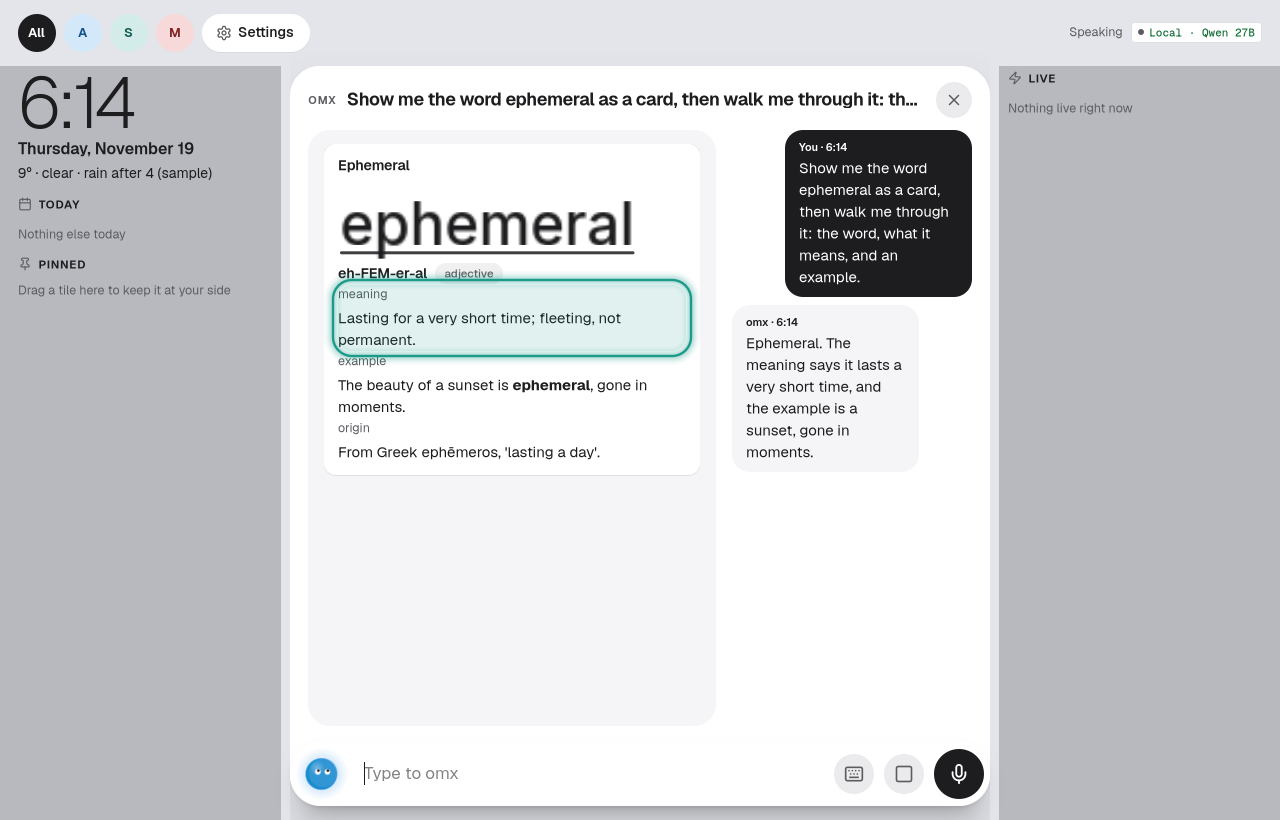 All
A
S
M
Settings
Speaking
Local · Qwen 27B
6:14
Thursday, November 19
9° · clear · rain after 4 (sample)
TODAY
Nothing else today
PINNED
Drag a tile here to keep it at your side
OMX
Show me the word ephemeral as a card, then walk me through it: th...
Ephemeral
ephemeral
eh-FEM-er-al
adjective
meaning
Lasting for a very short time; fleeting, not
permanent.
example
The beauty of a sunset is ephemeral, gone in
moments.
origin
From Greek ephēmeros, 'lasting a day'.
You · 6:14
Show me the word
ephemeral as a card,
then walk me through
it: the word, what it
means, and an
example.
omx · 6:14
Ephemeral. The
meaning says it lasts a
very short time, and
the example is a
sunset, gone in
moments.
Type to omx
LIVE
Nothing live right now